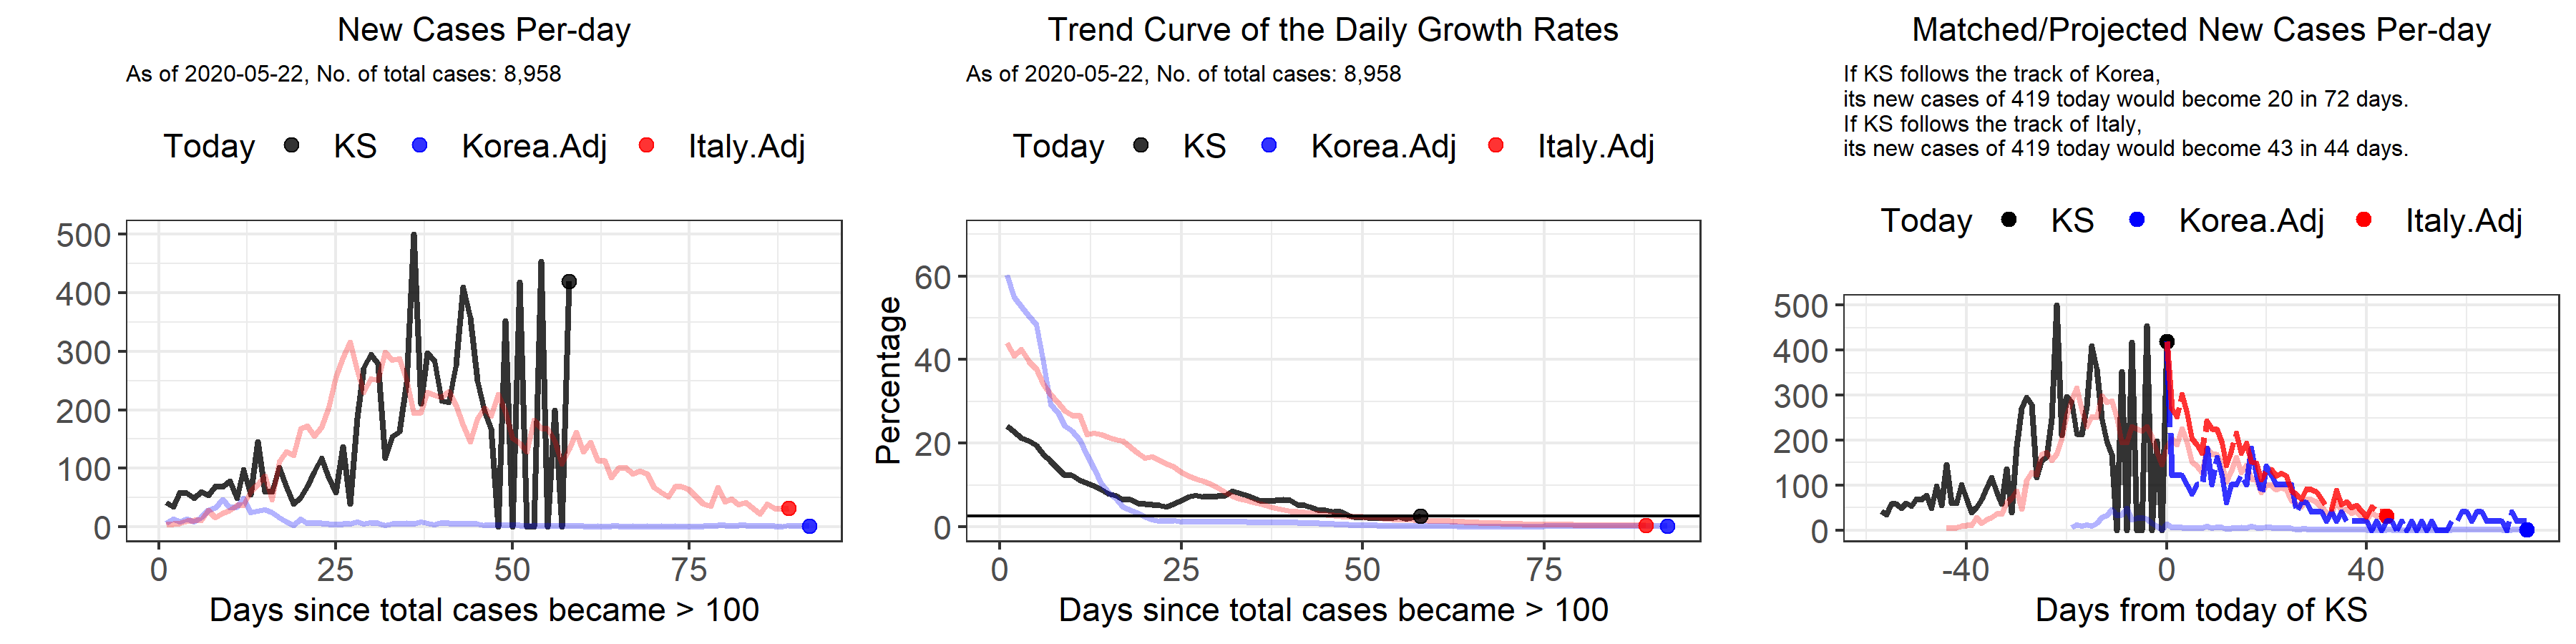 New Cases Per-day
As of 2020-05-22, No. of total cases: 8,958
Today KS Korea.Adj Italy.Adj
500
400
300
200
100
0
0 25 50 75
Days since total cases became > 100
Trend Curve of the Daily Growth Rates
As of 2020-05-22, No. of total cases: 8,958
Today KS Korea.Adj Italy.Adj
Percentage
60
40
20
0
0 25 50 75
Days since total cases became > 100
Matched/Projected New Cases Per-day
If KS follows the track of Korea,
its new cases of 419 today would become 20 in 72 days.
If KS follows the track of Italy,
its new cases of 419 today would become 43 in 44 days.
Today KS Korea.Adj Italy.Adj
500
400
300
200
100
0
-40 0 40
Days from today of KS